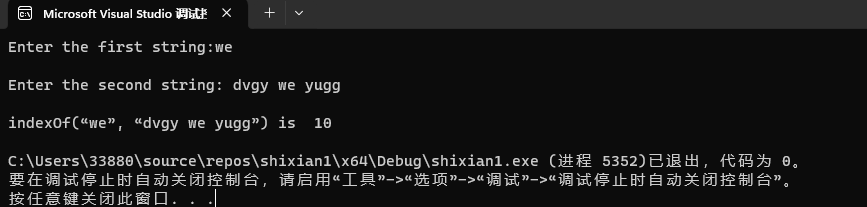 Microsoft Visual Studio 调试
Enter the first string:we
Enter the second string: dvgy we yugg
indexOf(“we”, “dvgy we yugg”) is  10
C:\Users\33880\source\repos\shixian1\x64\Debug\shixian1.exe (进程 5352)已退出，代码为 0。
要在调试停止时自动关闭控制台，请启用“工具”->“选项”->“调试”->“调试停止时自动关闭控制台”。
按任意键关闭此窗口. . .